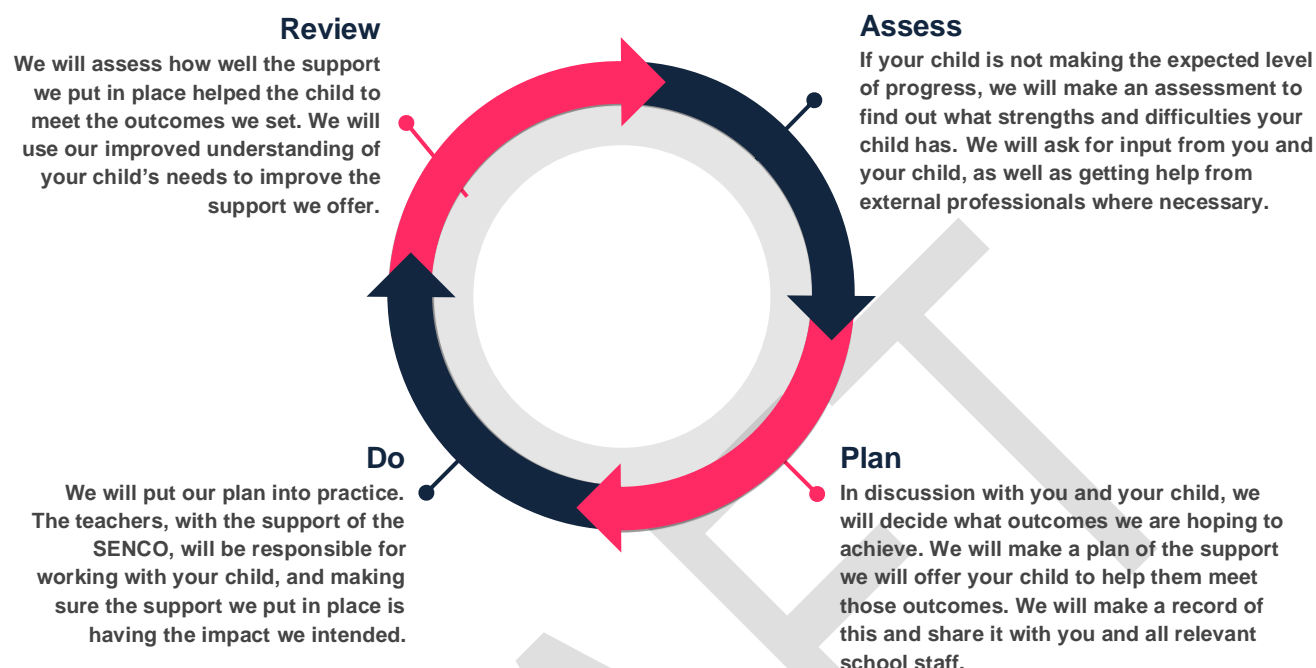 Review
We will assess how well the support
we put in place helped the child to
meet the outcomes we set. We will
use our improved understanding of
your child’s needs to improve the
support we offer.
Assess
If your child is not making the expected level
of progress, we will make an assessment to
find out what strengths and difficulties your
child has. We will ask for input from you and
your child, as well as getting help from
external professionals where necessary.
Do
We will put our plan into practice.
The teachers, with the support of the
SENCO, will be responsible for
working with your child, and making
sure the support we put in place is
having the impact we intended.
Plan
In discussion with you and your child, we
will decide what outcomes we are hoping to
achieve. We will make a plan of the support
we will offer your child to help them meet
those outcomes. We will make a record of
this and share it with you and all relevant
school staff.